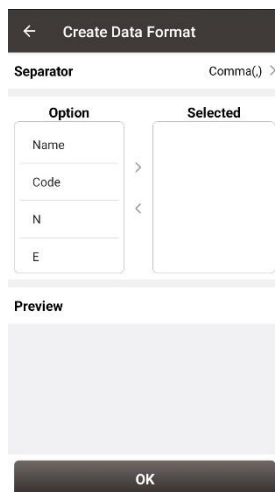 Create Data Format
Separator Comma(,)
Option Selected
Name
Code
N
E
Preview
OK